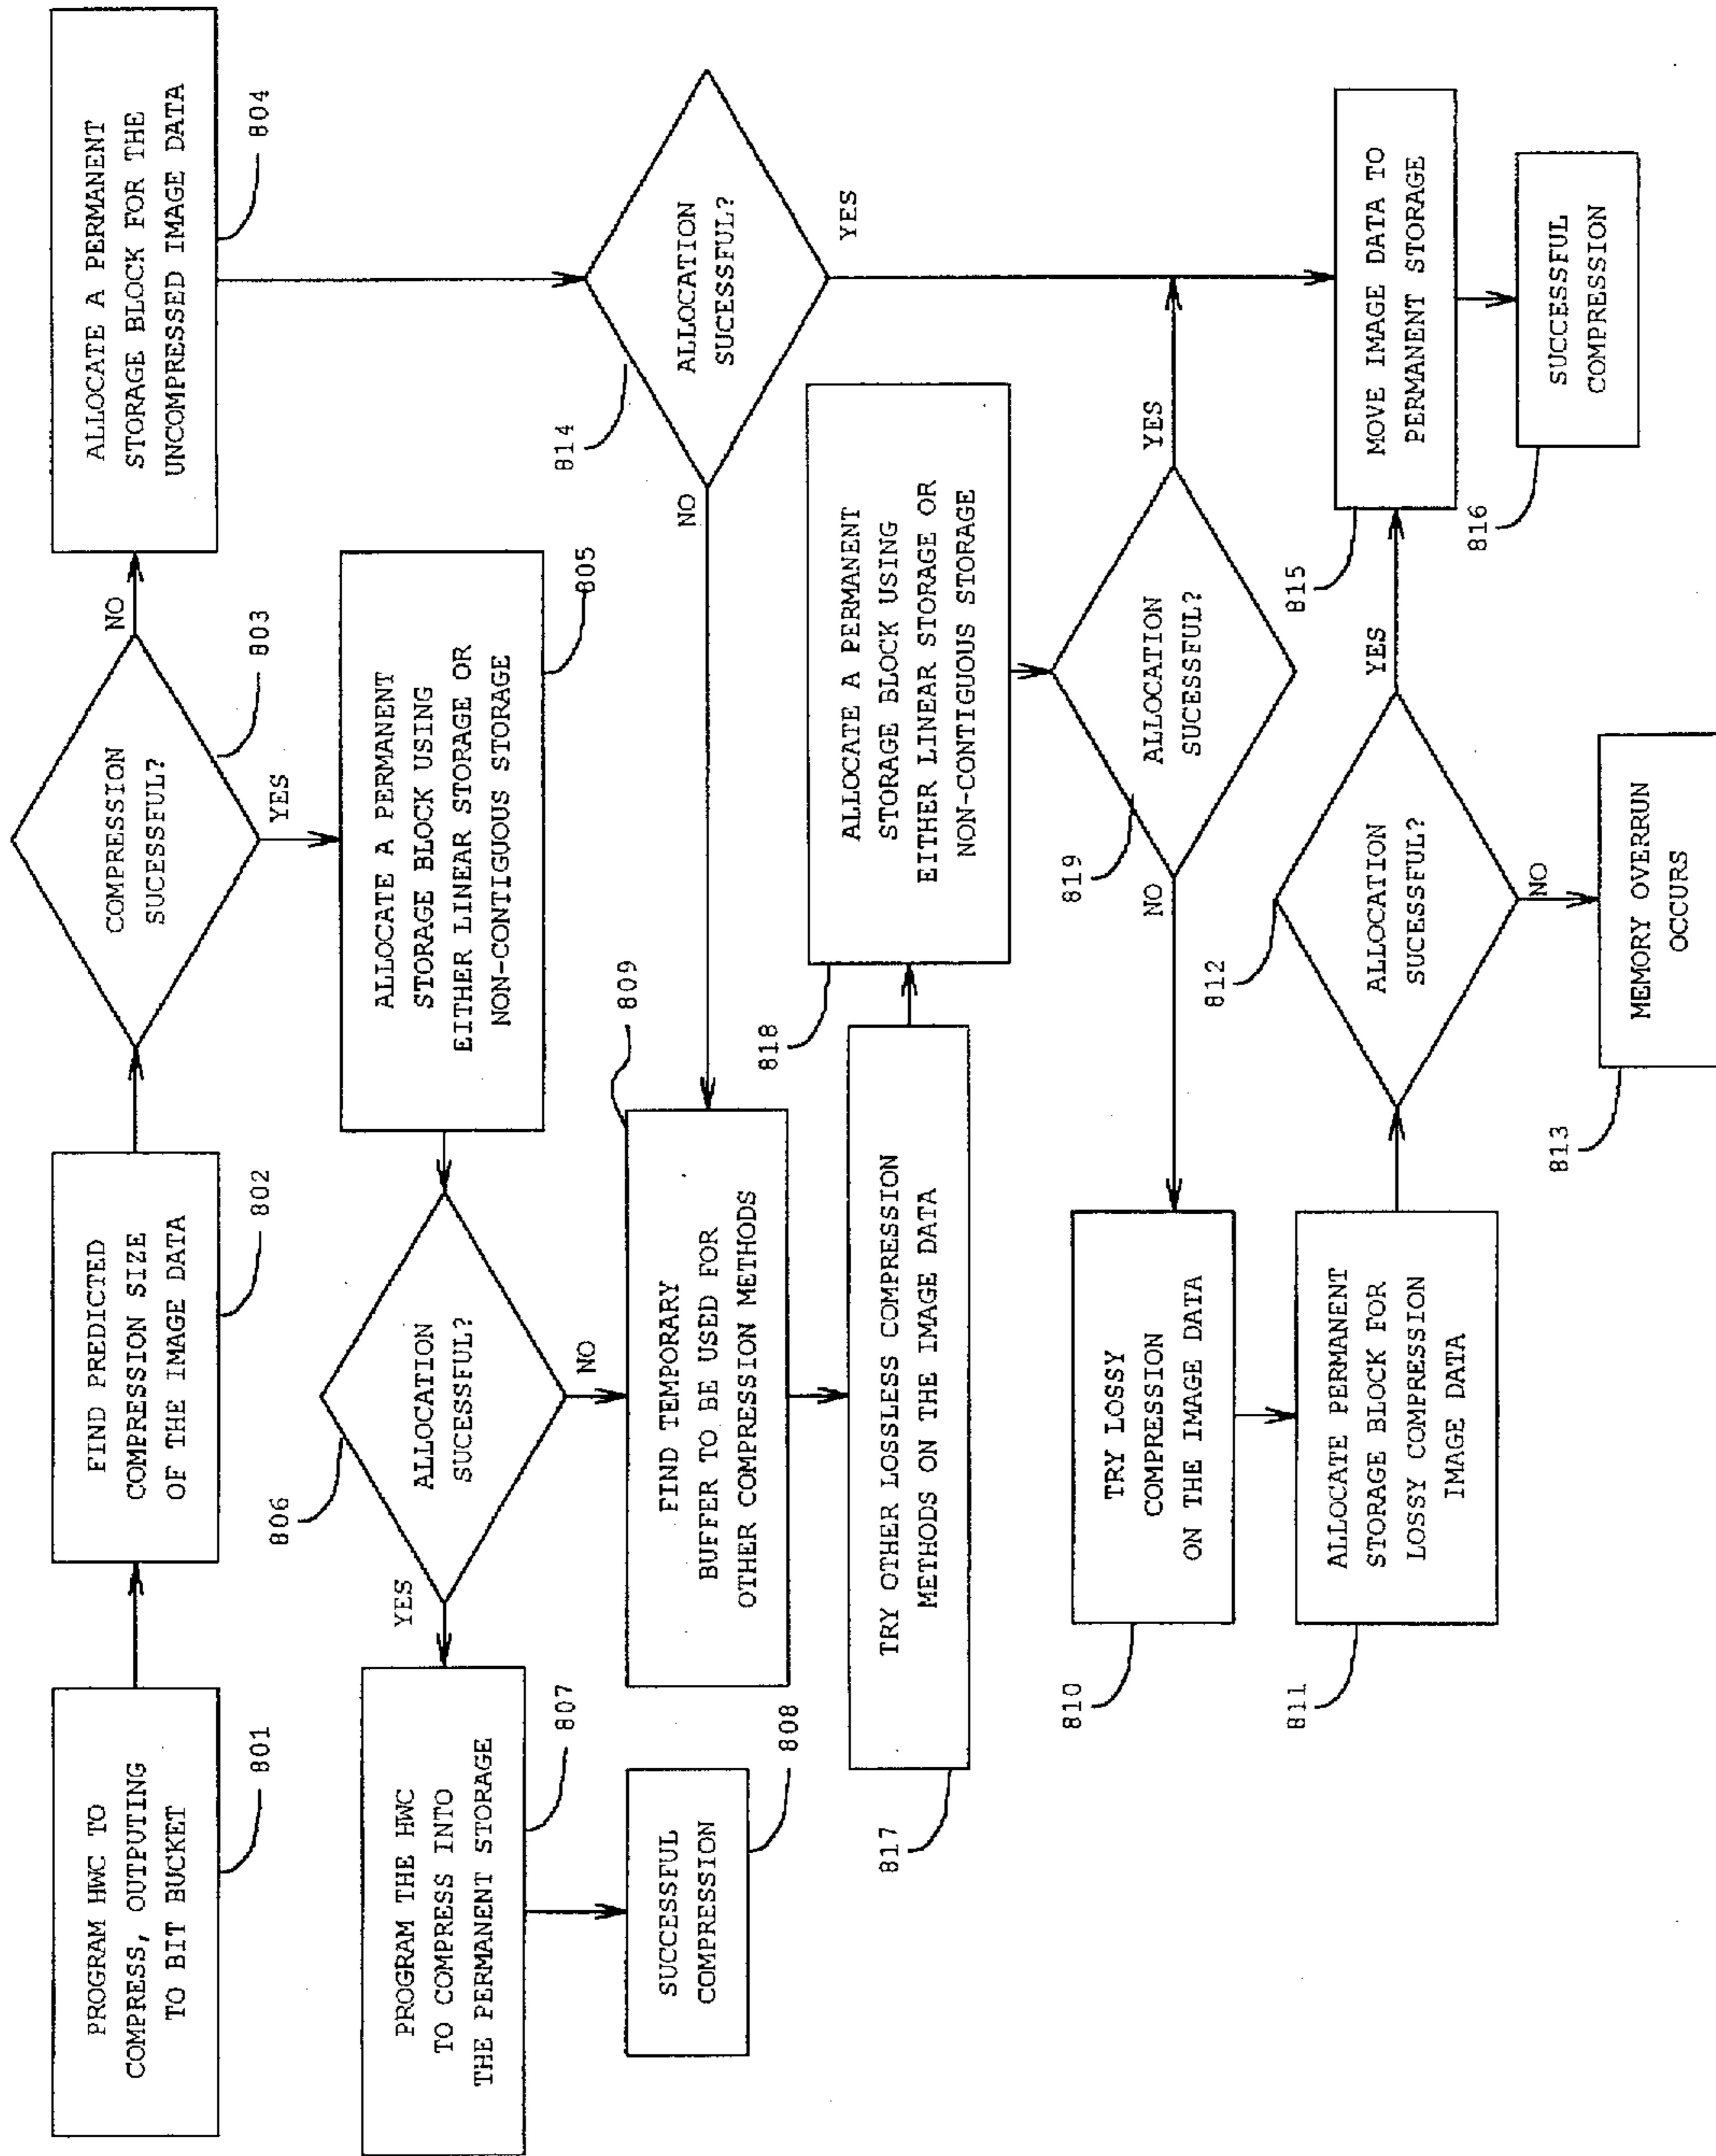 PROGRAM HWC TO
COMPRESS, OUTPUTING
TO BIT BUCKET
801
FIND PREDICTED
COMPRESSION SIZE
OF THE IMAGE DATA
802
COMPRESSION
SUCESSFUL?
803
NO
YES
ALLOCATE A PERMANENT
STORAGE BLOCK FOR THE
UNCOMPRESSED IMAGE DATA
804
ALLOCATE A PERMANENT
STORAGE BLOCK USING
EITHER LINEAR STORAGE OR
NON-CONTIGUOUS STORAGE
805
ALLOCATION
SUCESSFUL?
806
YES
NO
PROGRAM THE HWC
TO COMPRESS INTO
THE PERMANENT STORAGE
807
SUCCESSFUL
COMPRESSION
808
FIND TEMPORARY
BUFFER TO BE USED FOR
OTHER COMPRESSION METHODS
809
ALLOCATION
SUCESSFUL?
814
NO
YES
TRY OTHER LOSSLESS COMPRESSION
METHODS ON THE IMAGE DATA
817
ALLOCATE A PERMANENT
STORAGE BLOCK USING
EITHER LINEAR STORAGE OR
NON-CONTIGUOUS STORAGE
818
ALLOCATION
SUCESSFUL?
819
NO
YES
TRY LOSSY
COMPRESSION
ON THE IMAGE DATA
810
ALLOCATE PERMANENT
STORAGE BLOCK FOR
LOSSY COMPRESSION
IMAGE DATA
811
ALLOCATION
SUCESSFUL?
812
YES
NO
MEMORY OVERRUN
OCCURS
813
MOVE IMAGE DATA TO
PERMANENT STORAGE
815
SUCCESSFUL
COMPRESSION
816